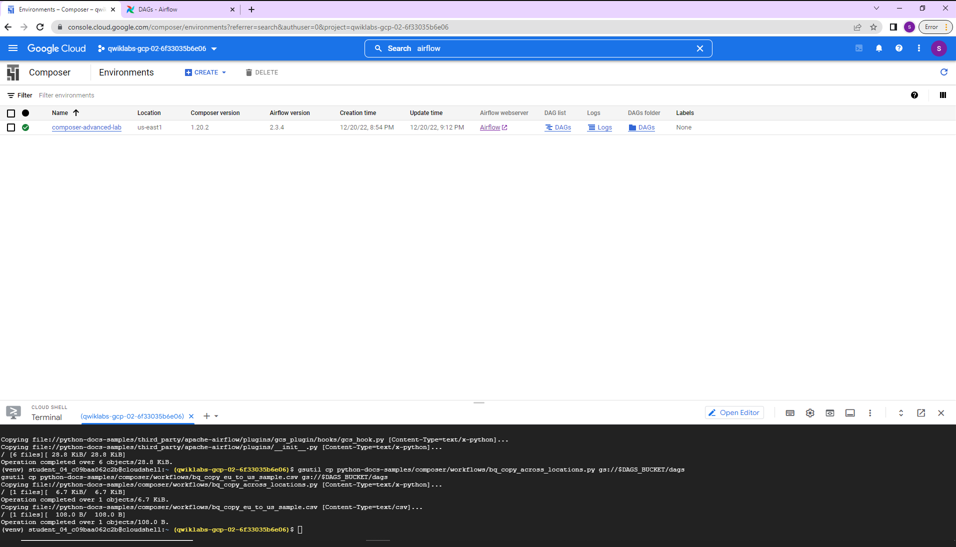 Environments – Composer – qwi
DAGs - Airflow
console.cloud.google.com/composer/environments?referrer=search&authuser=0&project=qwiklabs-gcp-02-6f33035b6e06
S
Error
Google Cloud
qwiklabs-gcp-02-6f33035b6e06
Search airflow
S
Composer
Environments
CREATE
DELETE
Filter
Filter environments
Name
Location
Composer version
Airflow version
Creation time
Update time
Airflow webserver
DAG list
Logs
DAGs folder
Labels
composer-advanced-lab
us-east1
1.20.2
2.3.4
12/20/22, 8:54 PM
12/20/22, 9:12 PM
Airflow
DAGs
Logs
DAGs
None
CLOUD SHELL
Terminal
(qwiklabs-gcp-02-6f33035b6e06)
Open Editor
Copying file://python-docs-samples/third_party/apache-airflow/plugins/gcs_plugin/hooks/gcs_hook.py [Content-Type=text/x-python]...
Copying file://python-docs-samples/third_party/apache-airflow/plugins/__init__.py [Content-Type=text/x-python]...
/ [6 files][ 28.8 KiB/ 28.8 KiB]
Operation completed over 6 objects/28.8 KiB.
(venv) student_04_c09baa062c2b@cloudshell:~ (qwiklabs-gcp-02-6f33035b6e06)$ gsutil cp python-docs-samples/composer/workflows/bq_copy_across_locations.py gs://$DAGS_BUCKET/dags
gsutil cp python-docs-samples/composer/workflows/bq_copy_eu_to_us_sample.csv gs://$DAGS_BUCKET/dags
Copying file://python-docs-samples/composer/workflows/bq_copy_across_locations.py [Content-Type=text/x-python]...
/ [1 files][ 6.7 KiB/ 6.7 KiB]
Operation completed over 1 objects/6.7 KiB.
Copying file://python-docs-samples/composer/workflows/bq_copy_eu_to_us_sample.csv [Content-Type=text/csv]...
/ [1 files][ 108.0 B/ 108.0 B]
Operation completed over 1 objects/108.0 B.
(venv) student_04_c09baa062c2b@cloudshell:~ (qwiklabs-gcp-02-6f33035b6e06)$